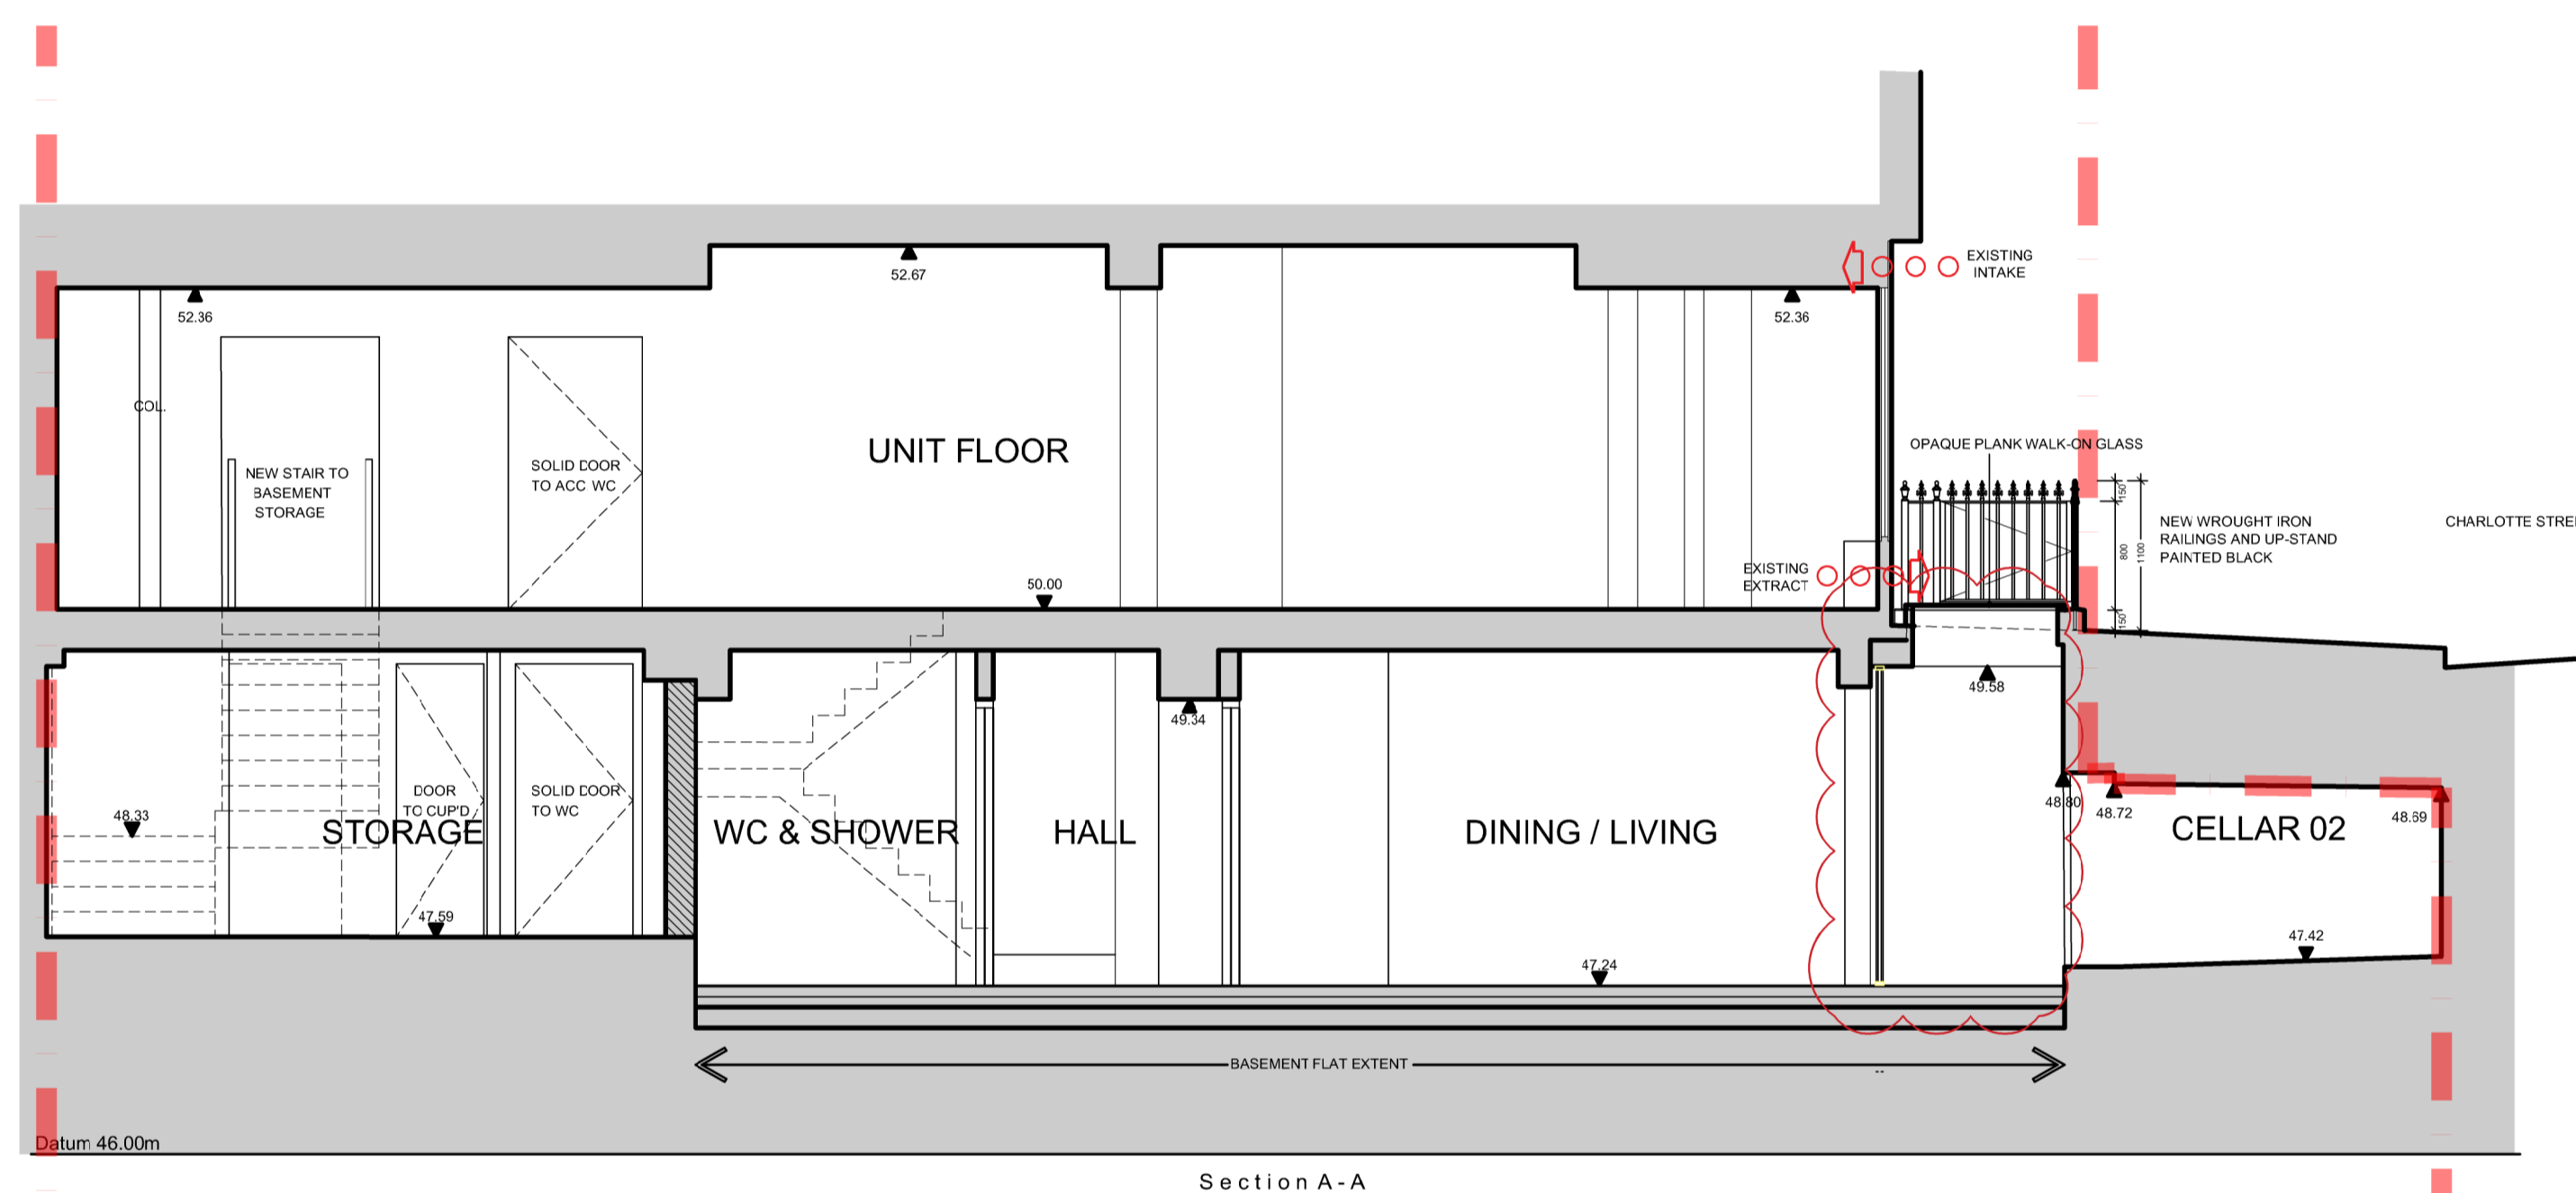 EXISTING
INTAKE
52.67
52.36
52.36
COL.
OPAQUE PLANK WALK-ON GLASS
UNIT FLOOR
NEW STAIR TO
BASEMENT
STORAGE
SOLID DOOR
TO ACC WC
150
800
1100
150
NEW WROUGHT IRON
RAILINGS AND UP-STAND
PAINTED BLACK
CHARLOTTE STRE
EXISTING
EXTRACT
50.00
49.58
49.34
DOOR
TO CUP'D
SOLID DOOR
TO WC
48.33
STORAGE
WC & SHOWER
HALL
DINING / LIVING
48.80
48.72
48.69
CELLAR 02
47.59
47.24
47.42
BASEMENT FLAT EXTENT
--
Datum 46.00m
Section A-A